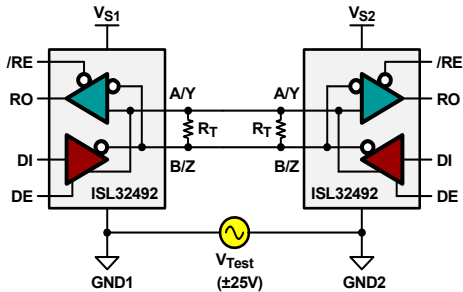 VS1 VS2
/RE /RE
A/Y A/Y
RO RO
RT RT
DI DI
B/Z B/Z
DE ISL32492 ISL32492 DE
GND1 VTest GND2
(±25V)